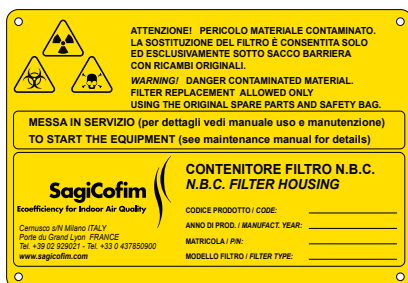 ATTENZIONE! PERICOLO MATERIALE CONTAMINATO.
LA SOSTITUZIONE DEL FILTRO È CONSENTITA SOLO
ED ESCLUSIVAMENTE SOTTO SACCO BARRIERA
CON RICAMBI ORIGINALI.
WARNING! DANGER CONTAMINATED MATERIAL.
FILTER REPLACEMENT ALLOWED ONLY
USING THE ORIGINAL SPARE PARTS AND SAFETY BAG.
MESSA IN SERVIZIO (per dettagli vedi manuale uso e manutenzione)
TO START THE EQUIPMENT (see maintenance manual for details)
SagiCofim
Ecoefficiency for Indoor Air Quality
Cernusco s/N Milano ITALY
Porte du Grand Lyon FRANCE
Tel. +39 02 929021 - Tel. +33 0 437850900
www.sagicofim.com
CONTENITORE FILTRO N.B.C.
N.B.C. FILTER HOUSING
CODICE PRODOTTO / CODE:
ANNO DI PROD. / MANUFACT. YEAR:
MATRICOLA / P/N:
MODELLO FILTRO / FILTER TYPE: